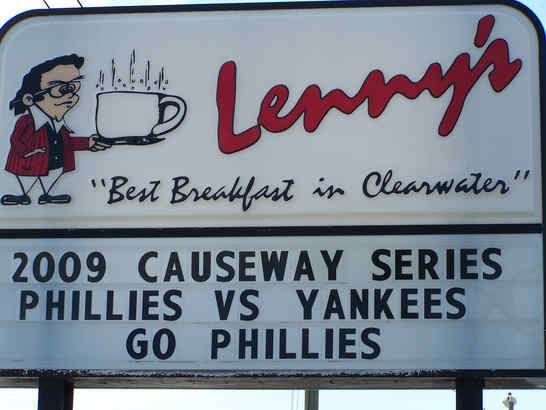 Lenny's
"Best Breakfast in Clearwater"
2009 CAUSEWAY SERIES
PHILLIES VS YANKEES
GO PHILLIES